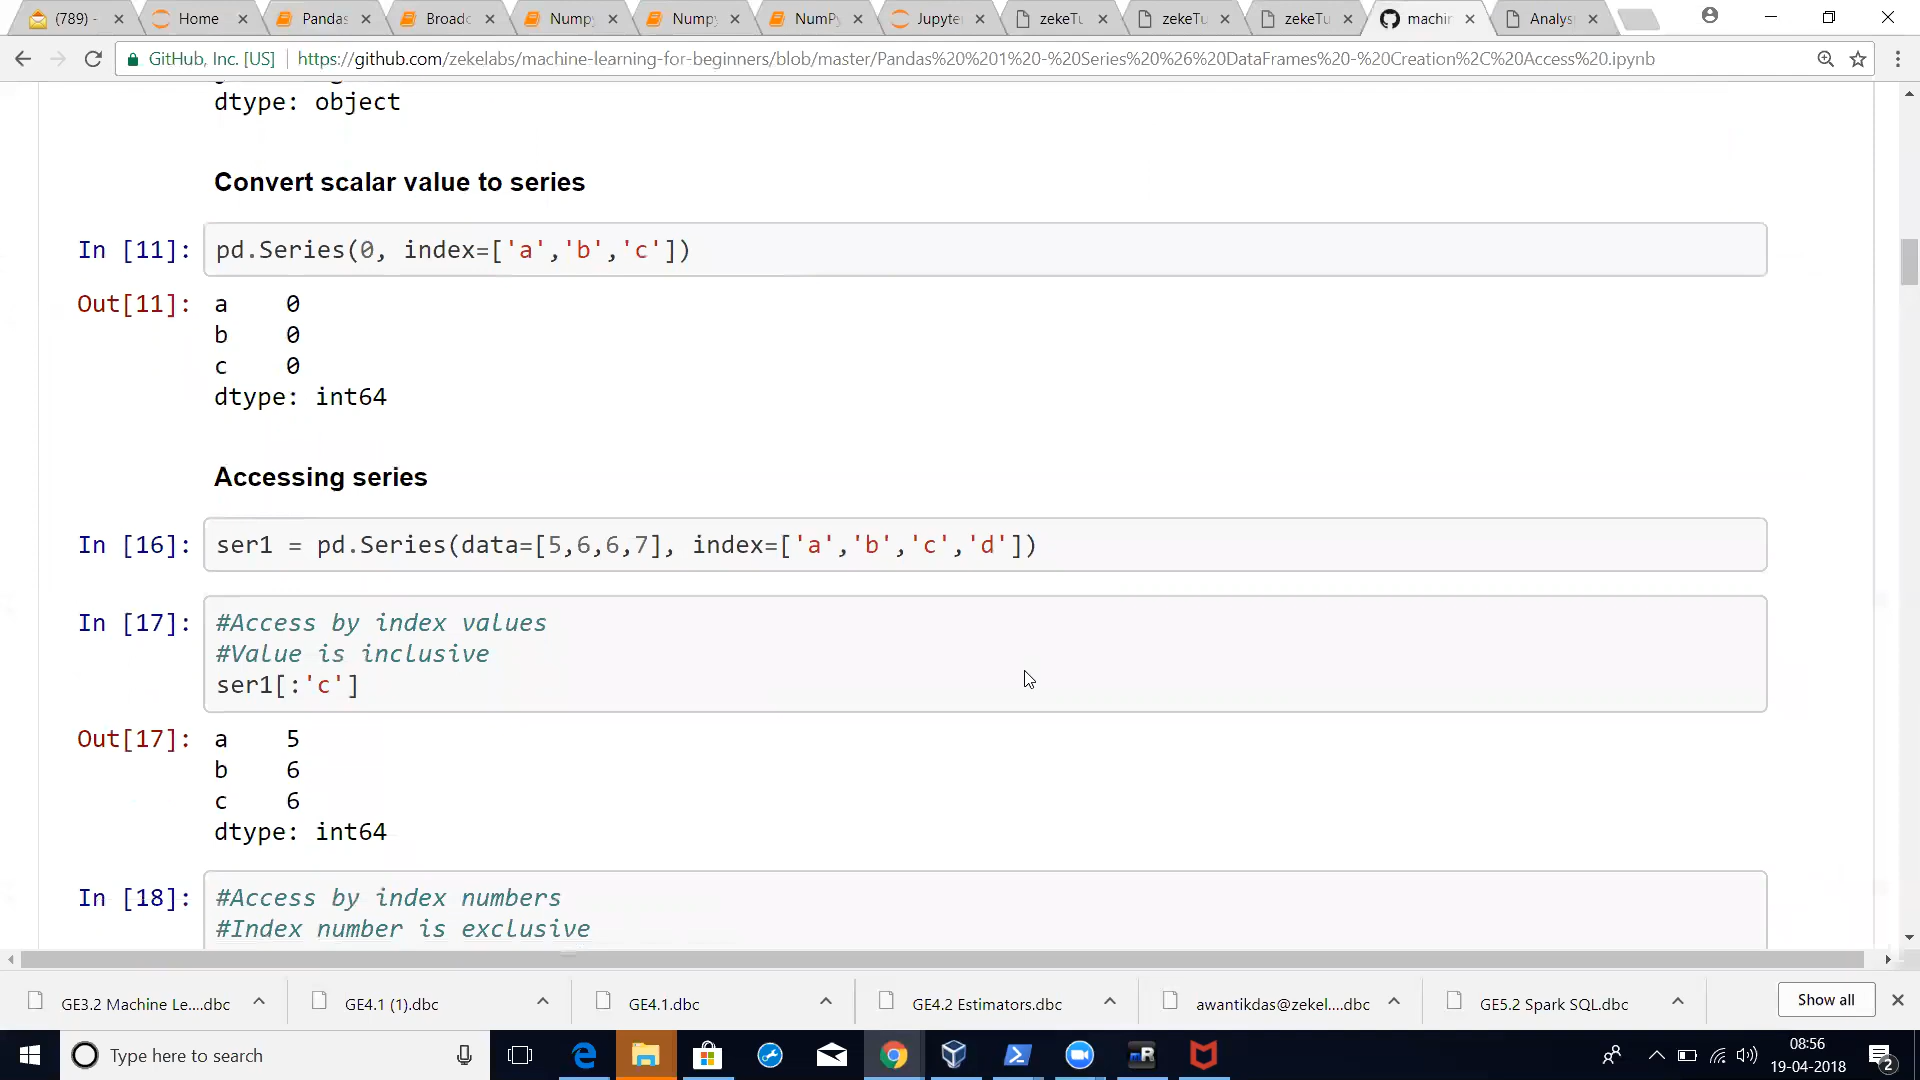 (789) -
Home
Pandas
Broadc
Numpy
Numpy
NumPy
Jupyte
zekeTu
zekeTu
zekeTu
machin
Analys
GitHub, Inc. [US]
https://github.com/zekelabs/machine-learning-for-beginners/blob/master/Pandas%20%201%20-%20Series%20%26%20DataFrames%20-%20Creation%2C%20Access%20.ipynb
dtype: object
Convert scalar value to series
In [11]: pd.Series(0, index=['a','b','c'])
Out[11]: a    0
b    0
c    0
dtype: int64
Accessing series
In [16]: ser1 = pd.Series(data=[5,6,6,7], index=['a','b','c','d'])
In [17]: #Access by index values
#Value is inclusive
ser1[:'c']
Out[17]: a    5
b    6
c    6
dtype: int64
In [18]: #Access by index numbers
#Index number is exclusive
GE3.2 Machine Le....dbc
GE4.1 (1).dbc
GE4.1.dbc
GE4.2 Estimators.dbc
awantikdas@zekel....dbc
GE5.2 Spark SQL.dbc
Show all
Type here to search
08:56
19-04-2018
2